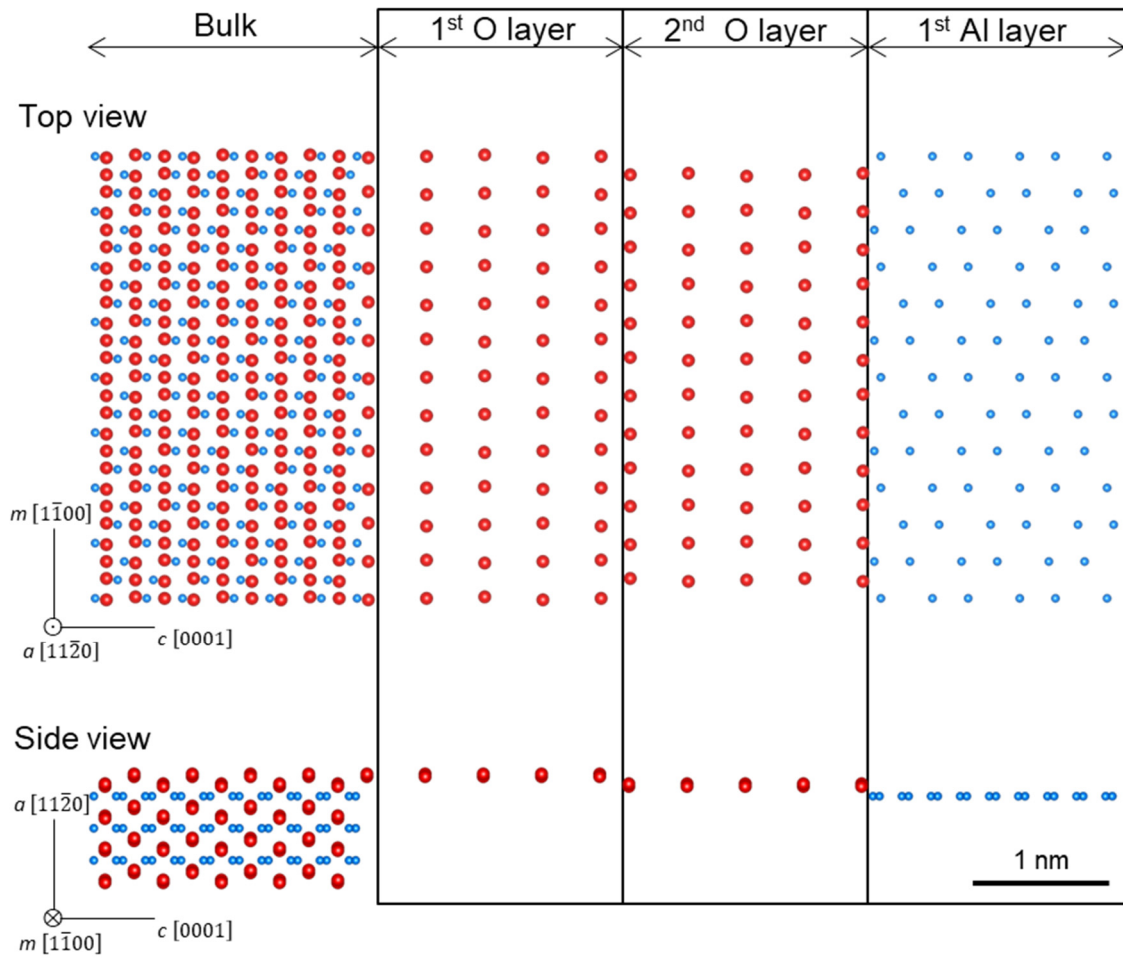 Bulk 1st O layer 2nd O layer 1st Al layer
Top view
m [11̅00]
c [0001]
a [112̅0]
Side view
a [112̅0]
1 nm
c [0001]
m [11̅00]